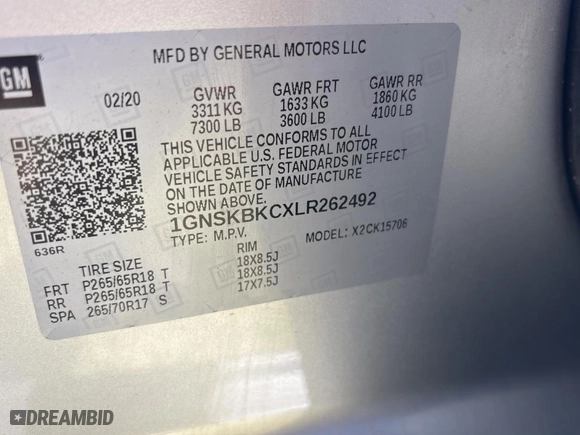 GM
MFD BY GENERAL MOTORS LLC
02/20 GVWR GAWR FRT GAWR RR
3311 KG 1633 KG 1860 KG
7300 LB 3600 LB 4100 LB
THIS VEHICLE CONFORMS TO ALL
APPLICABLE U.S. FEDERAL MOTOR
VEHICLE SAFETY STANDARDS IN EFFECT
ON THE DATE OF MANUFACTURE
SHOWN ABOVE.
1GNSKBKCXLR262492
636R TYPE: M.P.V. MODEL: X2CK15706
TIRE SIZE RIM
FRT P265/65R18 T 18X8.5J
RR P265/65R18 T 18X8.5J
SPA 265/70R17 S 17X7.5J
DREAMBID